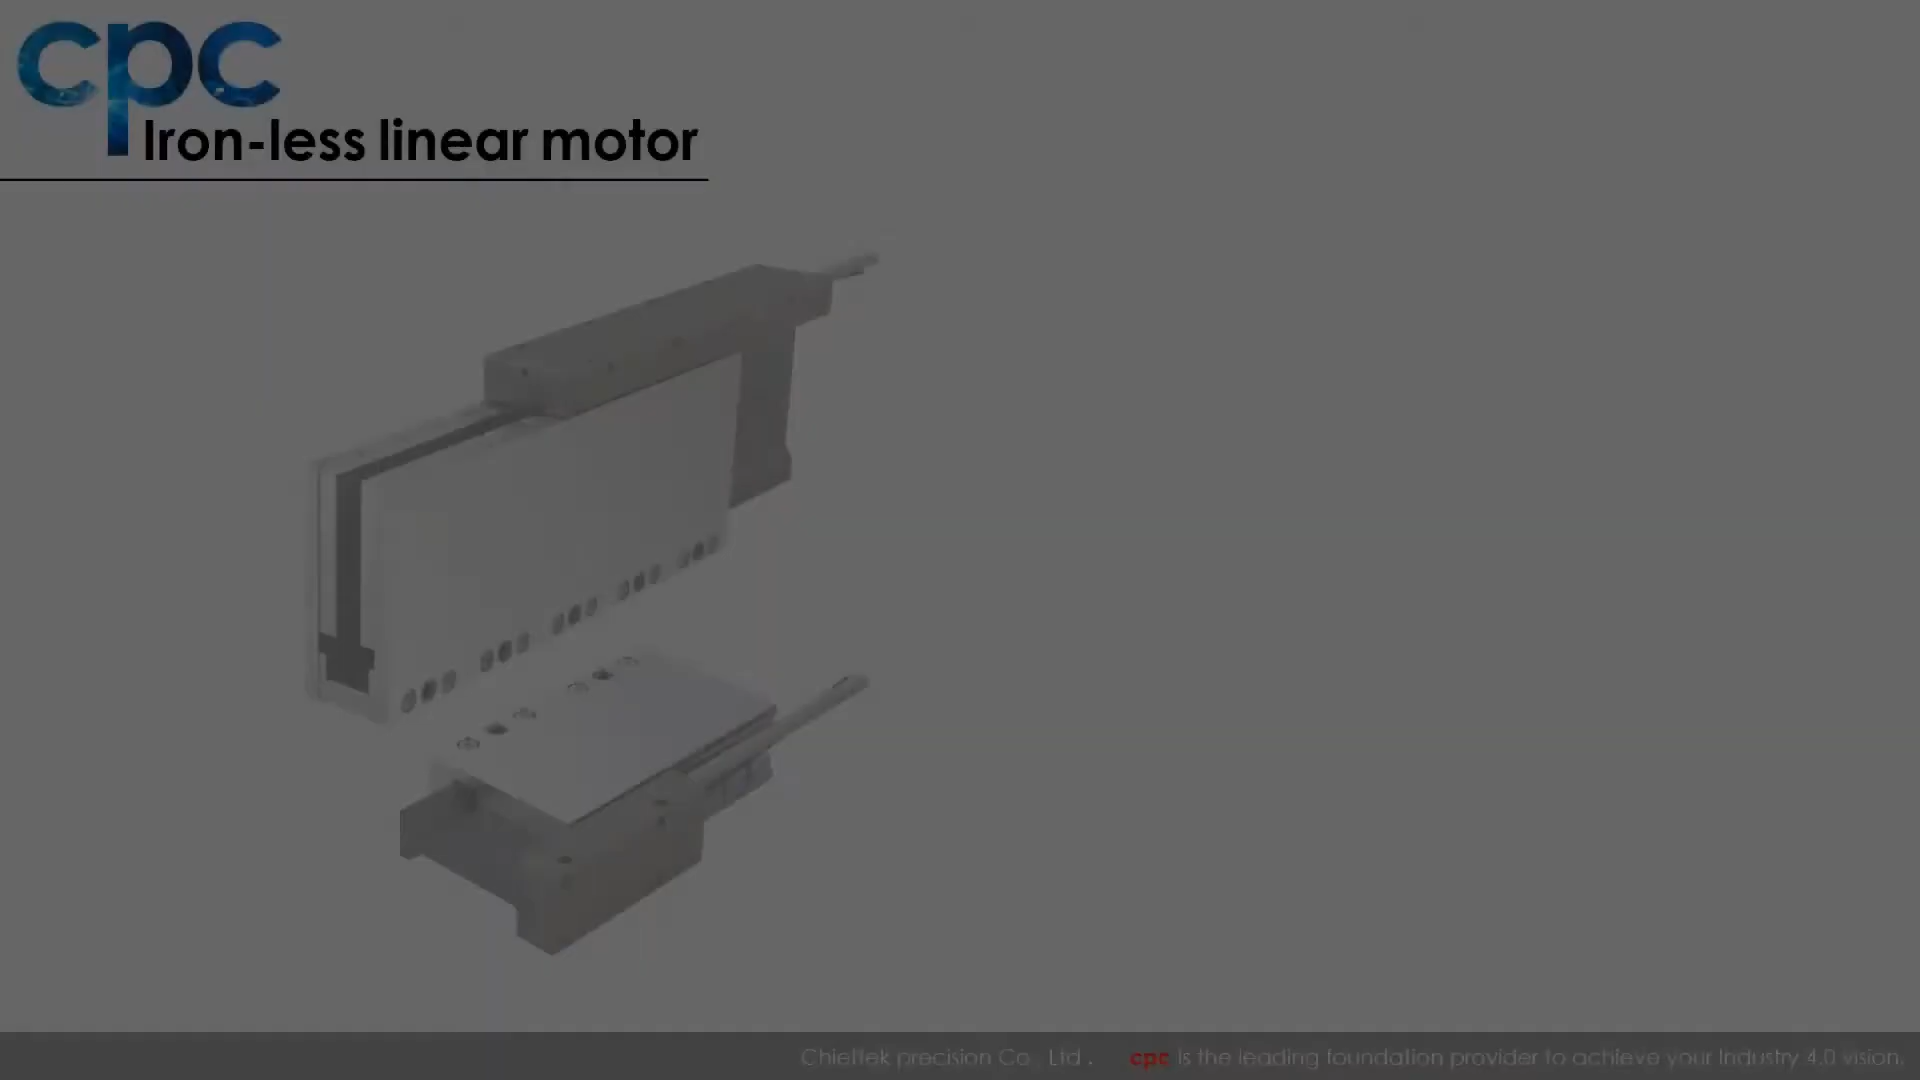 cpc
Iron-less linear motor
Chieftek precision Co., Ltd . cpc is the leading foundation provider to achieve your Industry 4.0 vision.